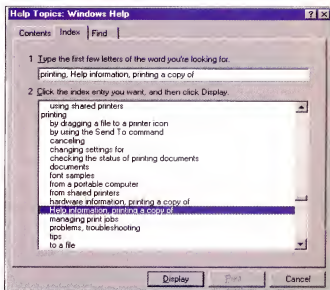 Help Topics: Windows Help
Contents Index Find
1 Type the first few letters of the word you're looking for.
printing, Help information, printing a copy of
2 Click the index entry you want, and then click Display.
using shared printers
printing
by dragging a file to a printer icon
by using the Send To command
canceling
changing settings for
checking the status of printing documents
documents
font samples
from a portable computer
from shared printers
hardware information, printing a copy of
Help information, printing a copy of
managing print jobs
problems, troubleshooting
tips
to a file
Display Print Cancel